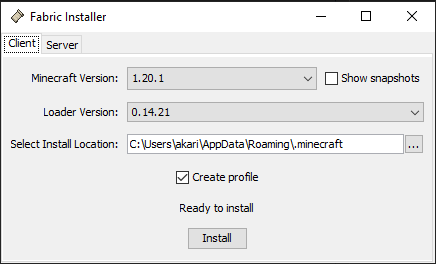 Fabric Installer
Client Server
Minecraft Version: 1.20.1 Show snapshots
Loader Version: 0.14.21
Select Install Location: C:\Users\akari\AppData\Roaming\.minecraft ...
Create profile
Ready to install
Install